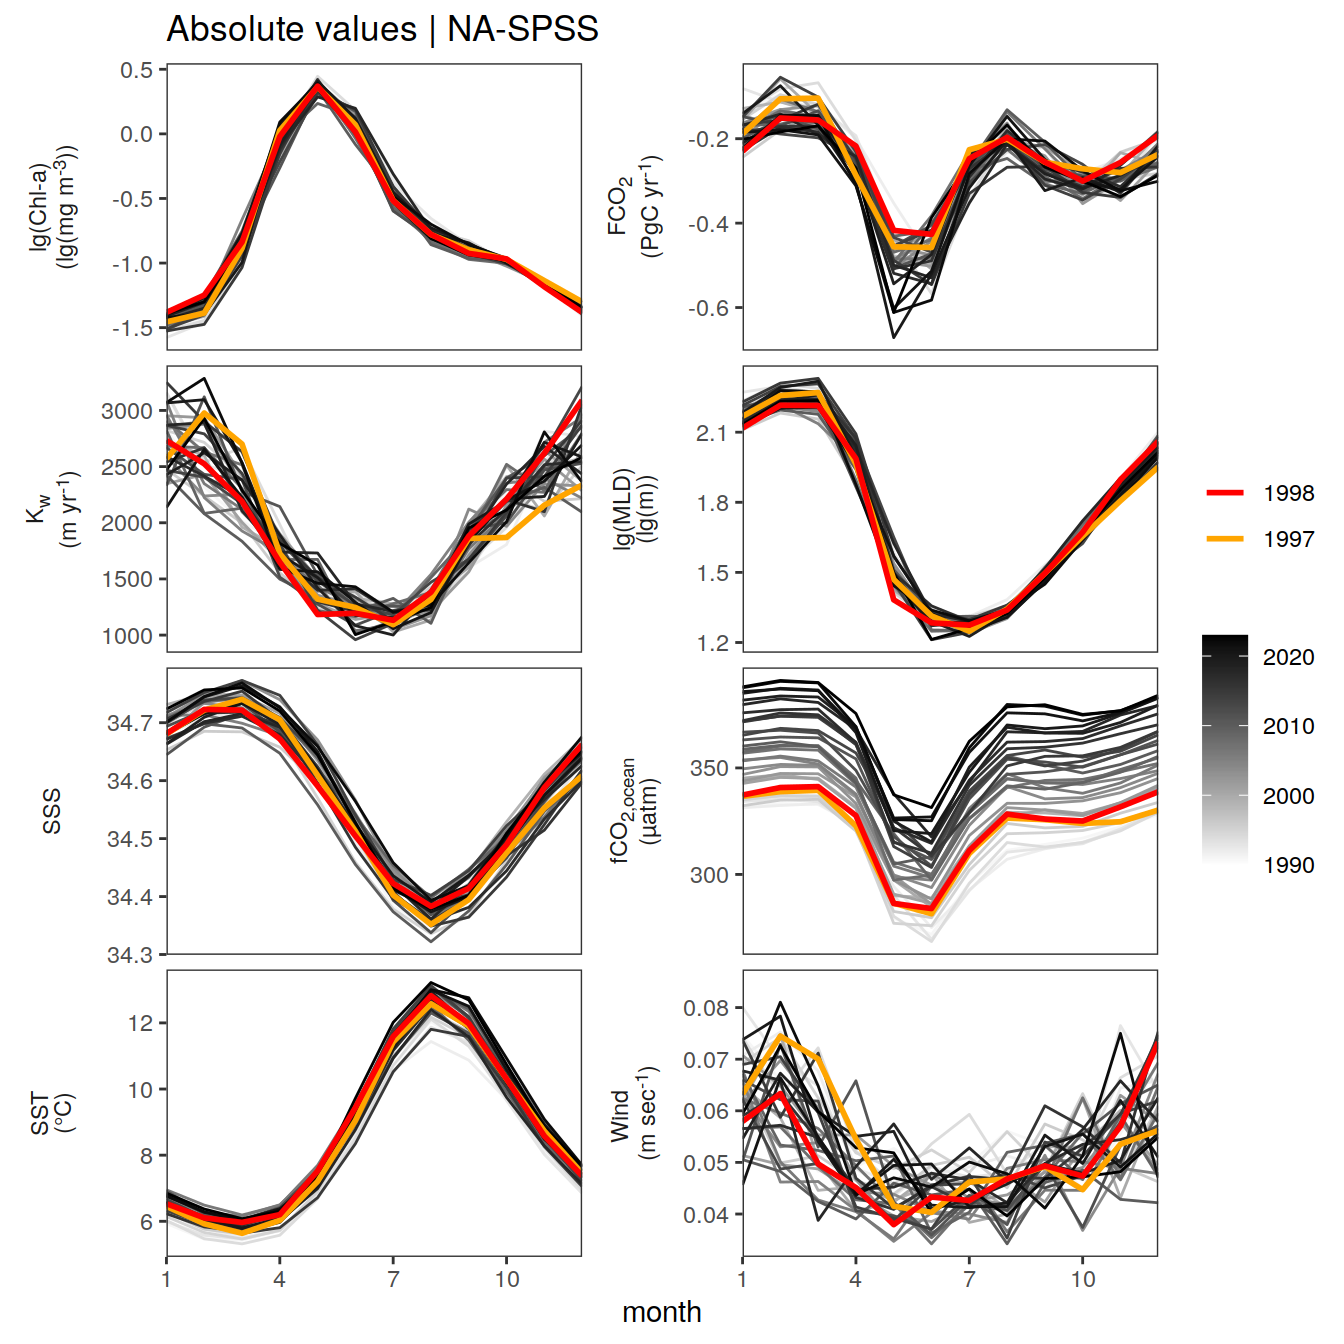 Absolute values | NA-SPSS
lg(Chl-a)
(lg(mg m⁻³))
0.5
0.0
-0.5
-1.0
-1.5
FCO₂
(PgC yr⁻¹)
-0.2
-0.4
-0.6
K_w
(m yr⁻¹)
3000
2500
2000
1500
1000
lg(MLD)
(lg(m))
2.1
1.8
1.5
1.2
SSS
34.7
34.6
34.5
34.4
34.3
fCO₂,ocean
(µatm)
350
300
SST
(°C)
12
10
8
6
Wind
(m sec⁻¹)
0.08
0.07
0.06
0.05
0.04
1 4 7 10
1 4 7 10
month
1998
1997
2020
2010
2000
1990